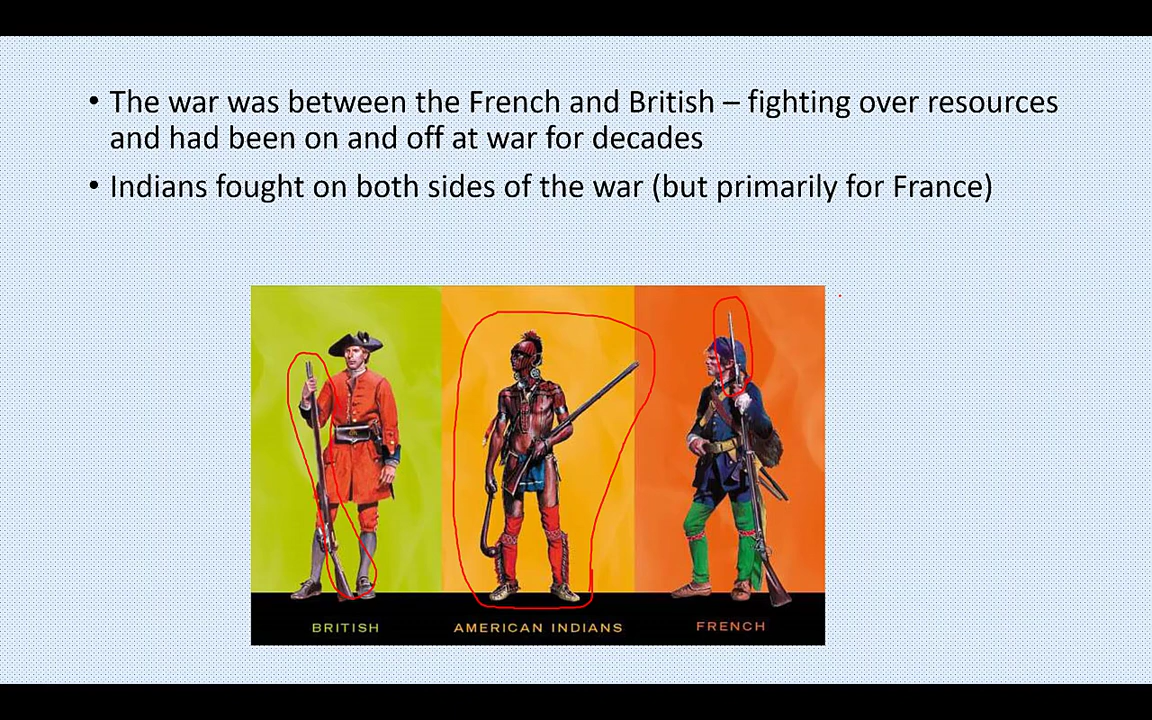 • The war was between the French and British – fighting over resources
and had been on and off at war for decades
• Indians fought on both sides of the war (but primarily for France)
BRITISH
AMERICAN INDIANS
FRENCH